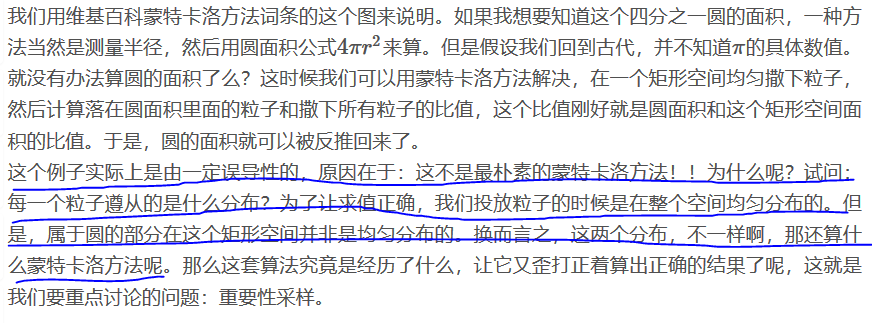 我们用维基百科蒙特卡洛方法词条的这个图来说明。如果我想要知道这个四分之一圆的面积，一种方
法当然是测量半径，然后用圆面积公式4πr²来算。但是假设我们回到古代，并不知道π的具体数值。
就没有办法算圆的面积了么？这时候我们可以用蒙特卡洛方法解决，在一个矩形空间均匀撒下粒子，
然后计算落在圆面积里面的粒子和撒下所有粒子的比值，这个比值刚好就是圆面积和这个矩形空间面
积的比值。于是，圆的面积就可以被反推回来了。
这个例子实际上是由一定误导性的，原因在于：这不是最朴素的蒙特卡洛方法！！为什么呢？试问：
每一个粒子遵从的是什么分布？为了让求值正确，我们投放粒子的时候是在整个空间均匀分布的。但
是，属于圆的部分在这个矩形空间并非是均匀分布的。换而言之，这两个分布，不一样啊，那还算什
么蒙特卡洛方法呢。那么这套算法究竟是经历了什么，让它又歪打正着算出正确的结果了呢，这就是
我们要重点讨论的问题：重要性采样。